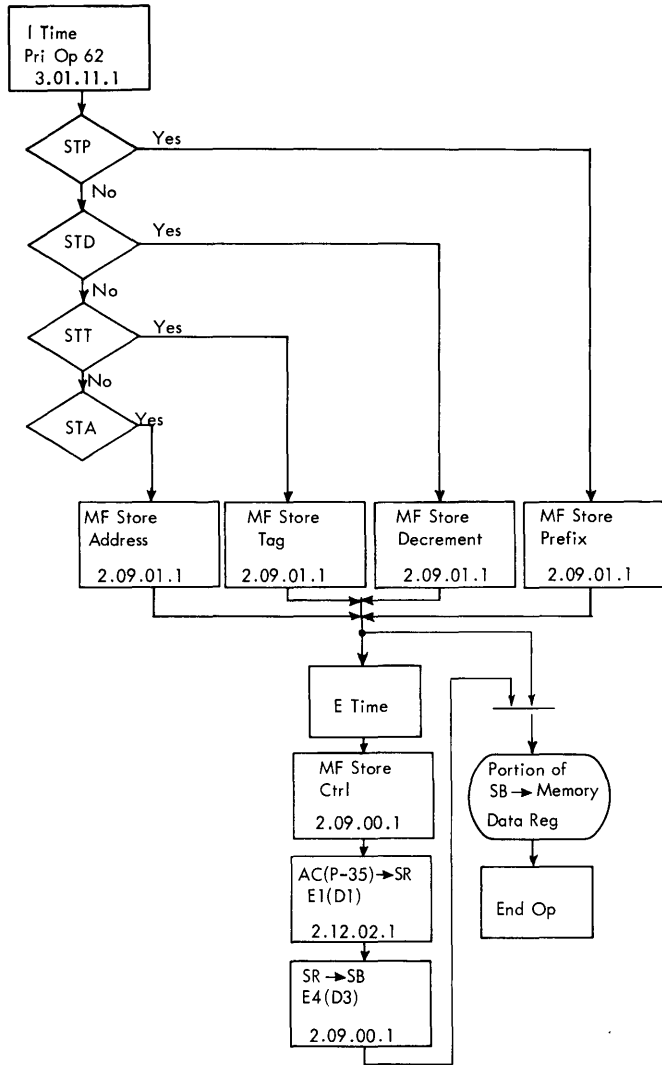 I Time
Pri Op 62
3.01.11.1
STP
Yes
No
STD
Yes
No
STT
Yes
No
STA
Yes
MF Store
Address
2.09.01.1
MF Store
Tag
2.09.01.1
MF Store
Decrement
2.09.01.1
MF Store
Prefix
2.09.01.1
E Time
MF Store
Ctrl
2.09.00.1
AC(P-35)→SR
E1(D1)
2.12.02.1
SR→SB
E4(D3)
2.09.00.1
Portion of
SB→Memory
Data Reg
End Op